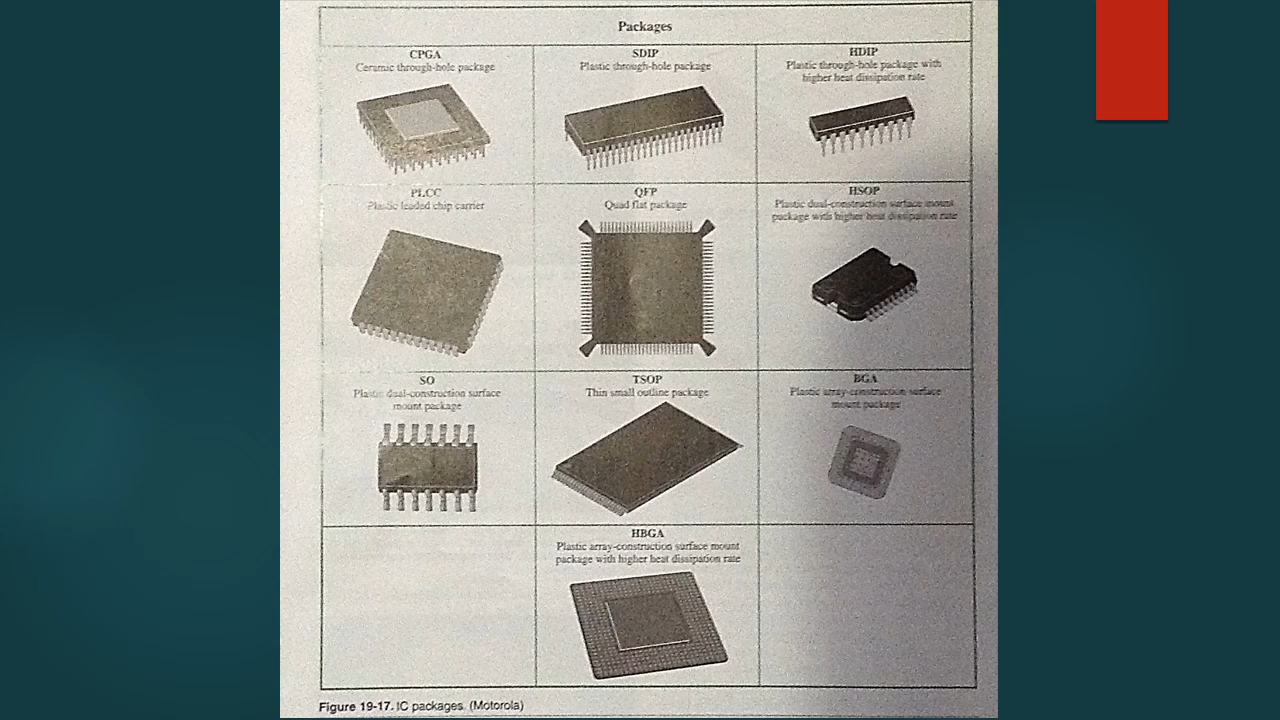 Packages
CPGA
Ceramic through-hole package
SDIP
Plastic through-hole package
HDIP
Plastic through-hole package with
higher heat dissipation rate
PLCC
Plastic leaded chip carrier
QFP
Quad flat package
HSOP
Plastic dual-construction surface mount
package with higher heat dissipation rate
SO
Plastic dual-construction surface
mount package
TSOP
Thin small outline package
BGA
Plastic array-construction surface
mount package
HBGA
Plastic array-construction surface mount
package with higher heat dissipation rate
Figure 19-17. IC packages. (Motorola)